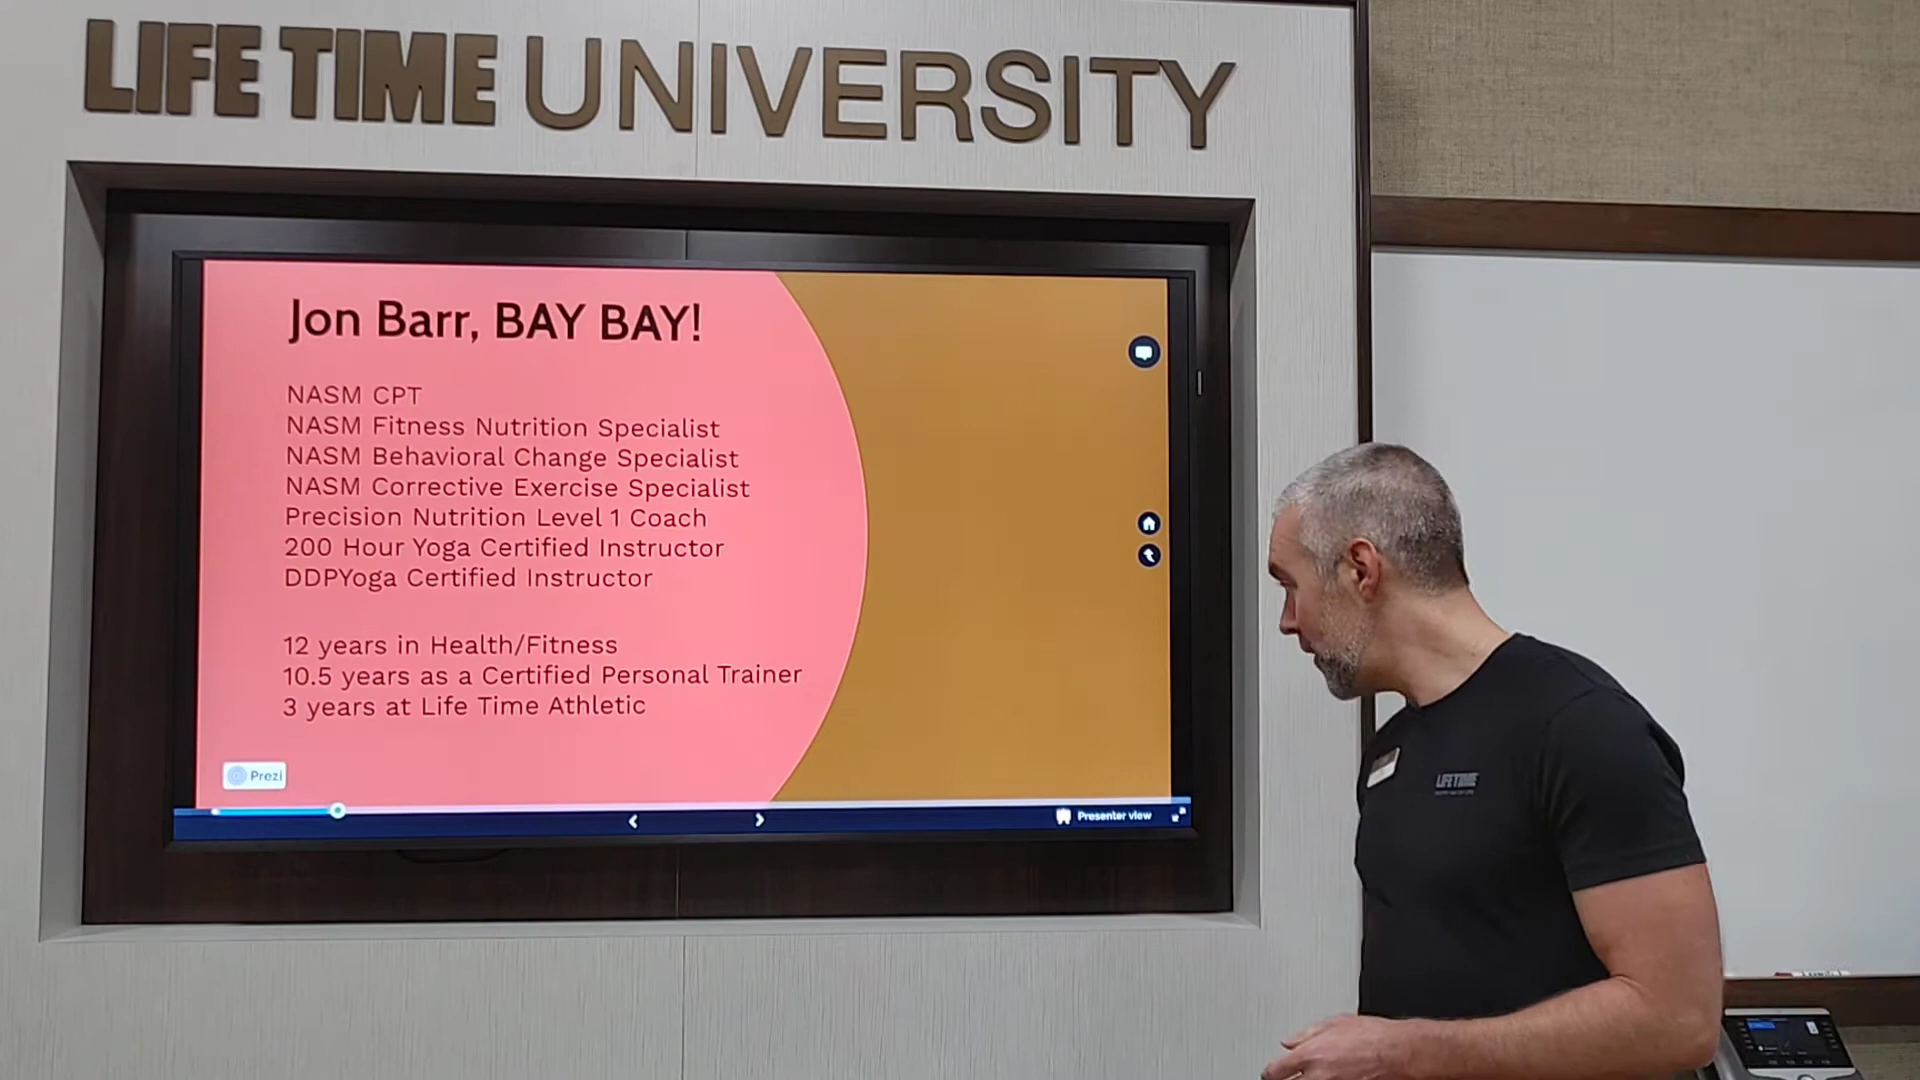 LIFE TIME UNIVERSITY
Jon Barr, BAY BAY!
NASM CPT
NASM Fitness Nutrition Specialist
NASM Behavioral Change Specialist
NASM Corrective Exercise Specialist
Precision Nutrition Level 1 Coach
200 Hour Yoga Certified Instructor
DDPYoga Certified Instructor
12 years in Health/Fitness
10.5 years as a Certified Personal Trainer
3 years at Life Time Athletic
Prezi
Presenter view
LIFE TIME